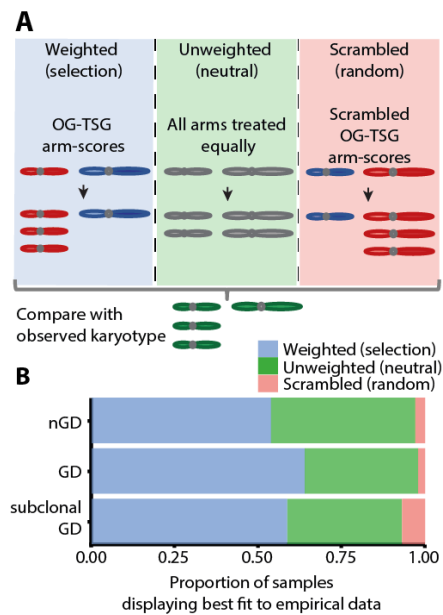 A
Weighted
(selection)
Unweighted
(neutral)
Scrambled
(random)
OG-TSG
arm-scores
All arms treated
equally
Scrambled
OG-TSG
arm-scores
Compare with
observed karyotype
B
Weighted (selection)
Unweighted (neutral)
Scrambled (random)
nGD
GD
subclonal
GD
0.00
0.25
0.50
0.75
1.00
Proportion of samples
displaying best fit to empirical data